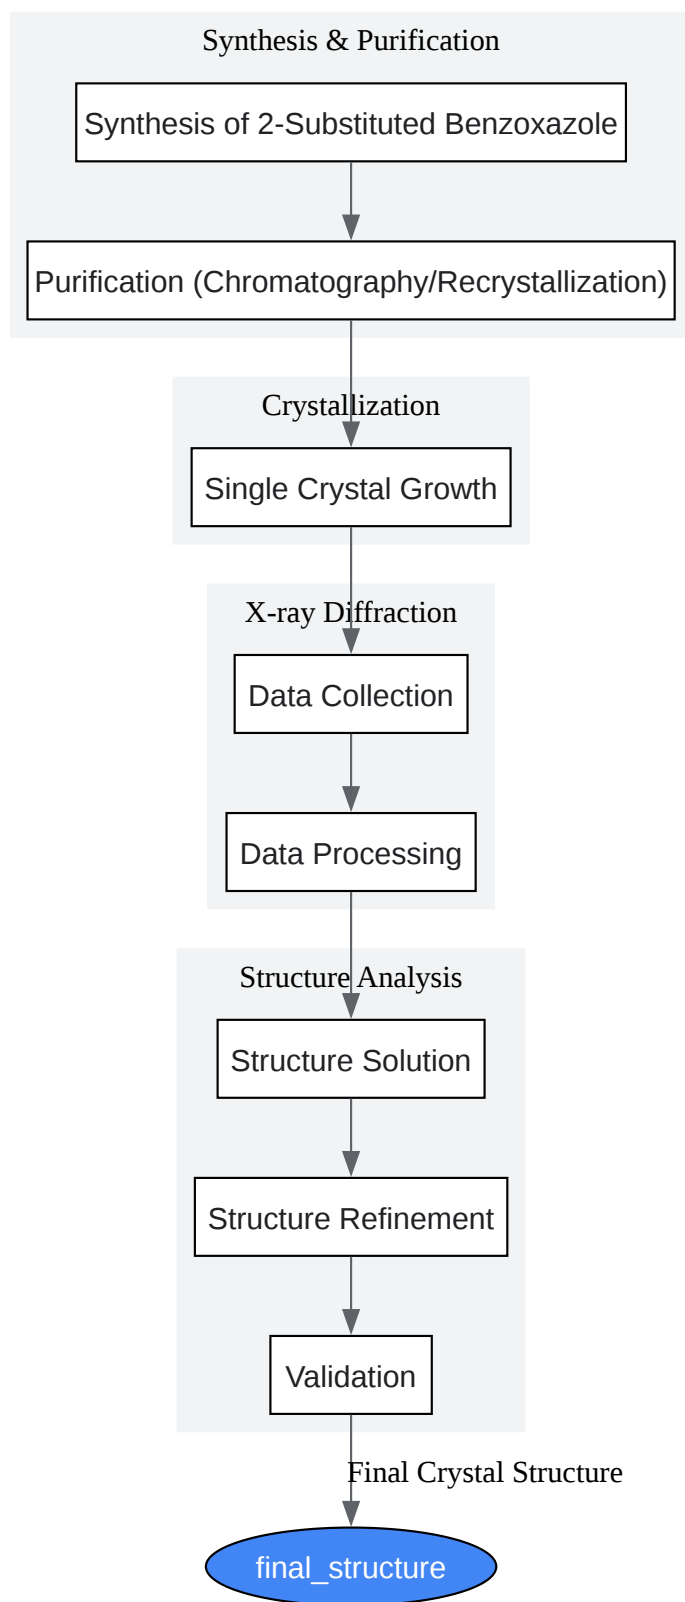 Synthesis & Purification
Synthesis of 2-Substituted Benzoxazole
Purification (Chromatography/Recrystallization)
Crystallization
Single Crystal Growth
X-ray Diffraction
Data Collection
Data Processing
Structure Analysis
Structure Solution
Structure Refinement
Validation
Final Crystal Structure
final_structure